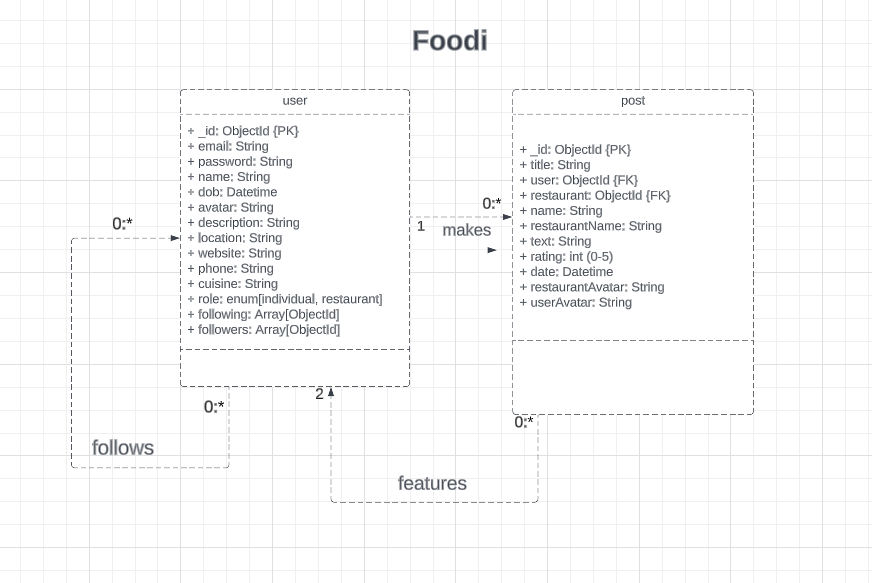 Foodi
user
+ _id: ObjectId {PK}
+ email: String
+ password: String
+ name: String
+ dob: Datetime
+ avatar: String
+ description: String
+ location: String
+ website: String
+ phone: String
+ cuisine: String
+ role: enum[individual, restaurant]
+ following: Array[ObjectId]
+ followers: Array[ObjectId]
post
+ _id: ObjectId {PK}
+ title: String
+ user: ObjectId {FK}
+ restaurant: ObjectId {FK}
+ name: String
+ restaurantName: String
+ text: String
+ rating: int (0-5)
+ date: Datetime
+ restaurantAvatar: String
+ userAvatar: String
0:*
1
makes
0:*
0:*
follows
2
0:*
features